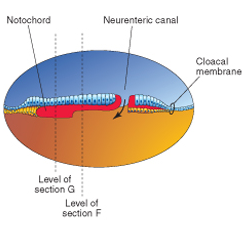 Notochord
Neurenteric canal
Cloacal
membrane
Level of
section G
Level of
section F